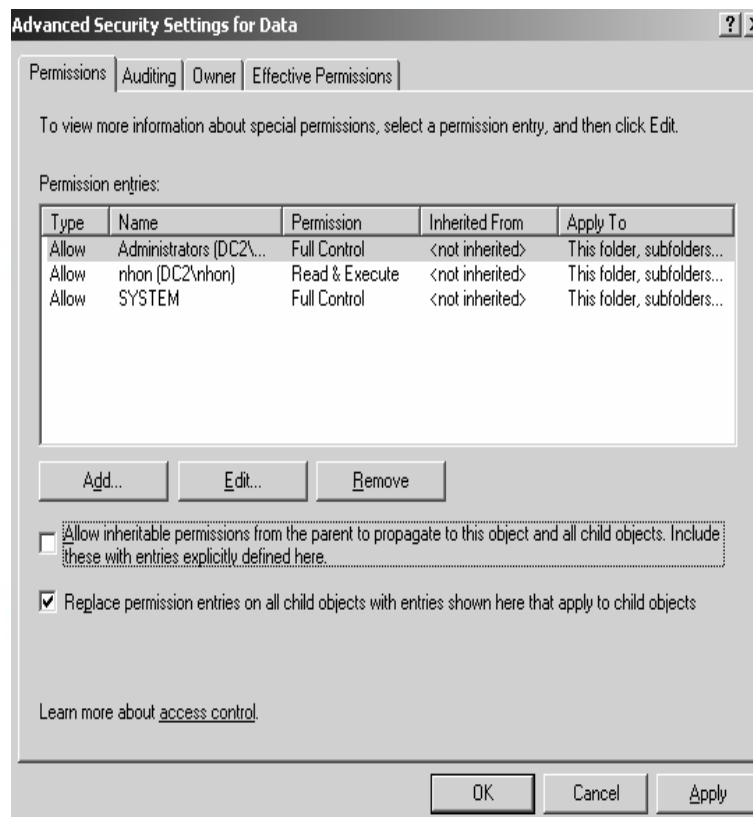 Advanced Security Settings for Data
Permissions Auditing Owner Effective Permissions
To view more information about special permissions, select a permission entry, and then click Edit.
Permission entries:
Type Name Permission Inherited From Apply To
Allow Administrators (DC2\... Full Control <not inherited> This folder, subfolders...
Allow nhon (DC2\nhon) Read & Execute <not inherited> This folder, subfolders...
Allow SYSTEM Full Control <not inherited> This folder, subfolders...
Add... Edit... Remove
Allow inheritable permissions from the parent to propagate to this object and all child objects. Include
these with entries explicitly defined here.
Replace permission entries on all child objects with entries shown here that apply to child objects
Learn more about access control.
OK Cancel Apply